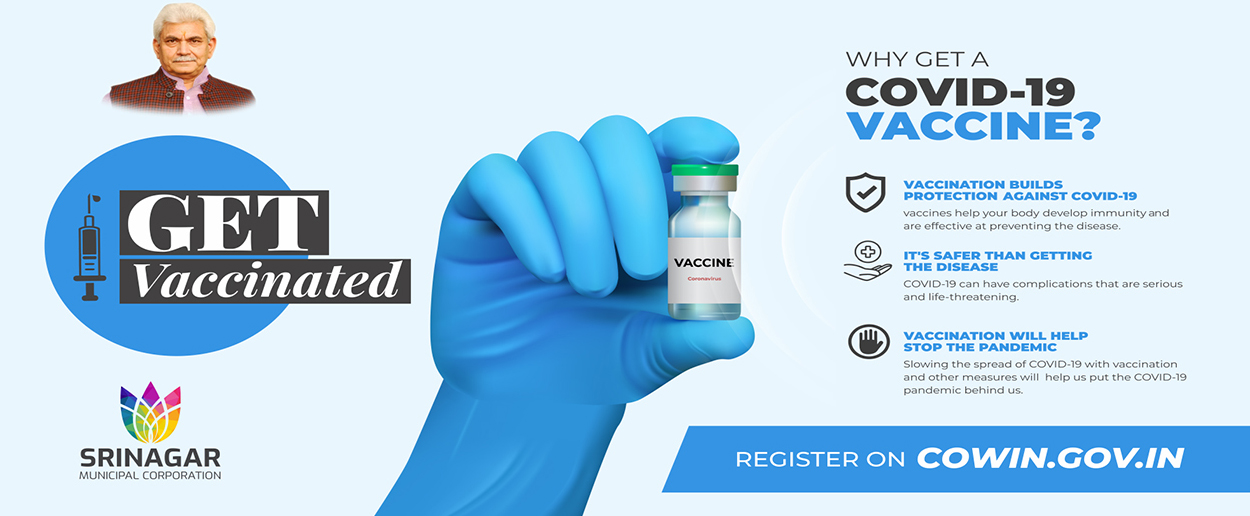 GET
Vaccinated
SRINAGAR
MUNICIPAL CORPORATION
VACCINE
Coronavirus
WHY GET A
COVID-19
VACCINE?
VACCINATION BUILDS
PROTECTION AGAINST COVID-19
vaccines help your body develop immunity and
are effective at preventing the disease.
IT'S SAFER THAN GETTING
THE DISEASE
COVID-19 can have complications that are serious
and life-threatening.
VACCINATION WILL HELP
STOP THE PANDEMIC
Slowing the spread of COVID-19 with vaccination
and other measures will help us put the COVID-19
pandemic behind us.
REGISTER ON COWIN.GOV.IN